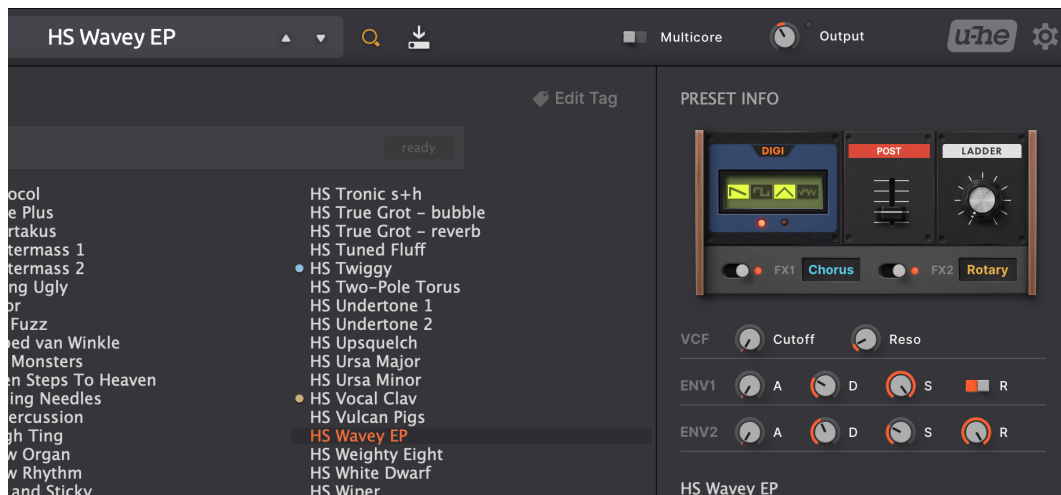 HS Wavey EP
Multicore
Output
u-he
Edit Tag
PRESET INFO
ready
ocol
e Plus
rtakus
termass 1
termass 2
ng Ugly
or
Fuzz
ped van Winkle
Monsters
en Steps To Heaven
ing Needles
ercussion
gh Ting
w Organ
w Rhythm
and Sticky
HS Tronic s+h
HS True Grot – bubble
HS True Grot – reverb
HS Tuned Fluff
HS Twiggy
HS Two-Pole Torus
HS Undertone 1
HS Undertone 2
HS Upsquelch
HS Ursa Major
HS Ursa Minor
HS Vocal Clav
HS Vulcan Pigs
HS Wavey EP
HS Weighty Eight
HS White Dwarf
HS Wiper
DIGI
POST
LADDER
FX1 Chorus
FX2 Rotary
VCF Cutoff Reso
ENV1 A D S R
ENV2 A D S R
HS Wavey EP